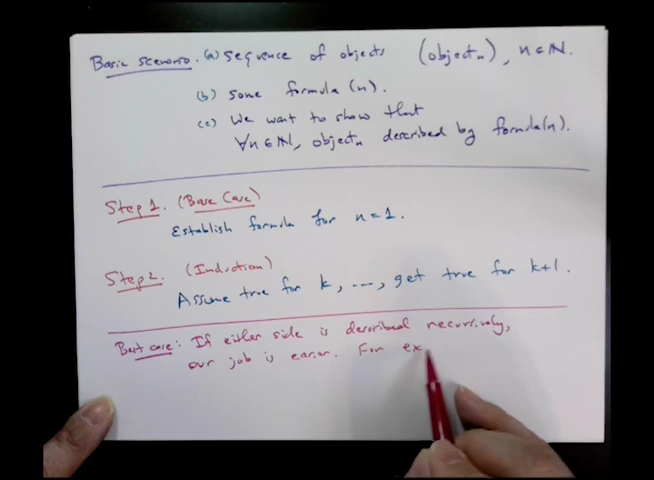 Basic scenario. (a) sequence of objects (object_n), n∈ℕ.
(b) some formula(n).
(c) We want to show that
∀n∈ℕ, object_n described by formula(n).
Step 1. (Base Case)
Establish formula for n=1.
Step 2. (Induction)
Assume true for k, ..., get true for k+1.
Best case: If either side is described recursively,
our job is easier. For ex